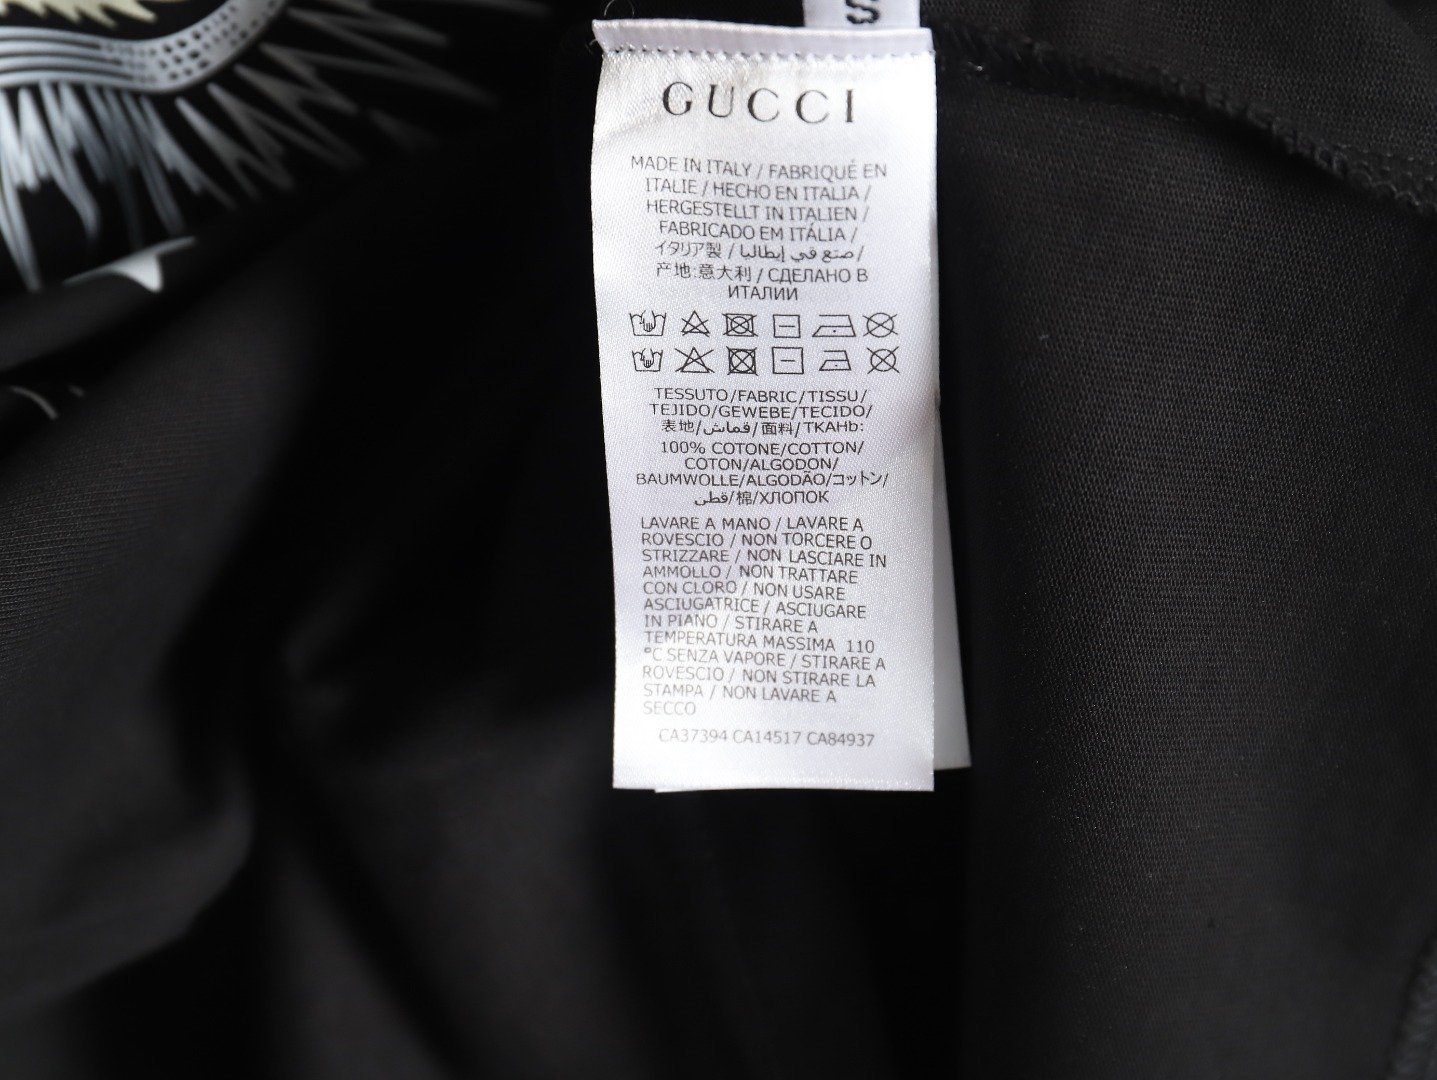 S
GUCCI
MADE IN ITALY / FABRIQUÉ EN
ITALIE / HECHO EN ITALIA /
HERGESTELLT IN ITALIEN /
FABRICADO EM ITÁLIA /
イタリア製 / صنع في إيطاليا /
产地:意大利 / СДЕЛАНО В
ИТАЛИИ
TESSUTO/FABRIC/TISSU/
TEJIDO/GEWEBE/TECIDO/
表地/قماش/面料/TKAHb:
100% COTONE/COTTON/
COTON/ALGODON/
BAUMWOLLE/ALGODÃO/コットン/
قطن/棉/ХЛОПОК
LAVARE A MANO / LAVARE A
ROVESCIO / NON TORCERE O
STRIZZARE / NON LASCIARE IN
AMMOLLO / NON TRATTARE
CON CLORO / NON USARE
ASCIUGATRICE / ASCIUGARE
IN PIANO / STIRARE A
TEMPERATURA MASSIMA 110
°C SENZA VAPORE / STIRARE A
ROVESCIO / NON STIRARE LA
STAMPA / NON LAVARE A
SECCO
CA37394 CA14517 CA84937